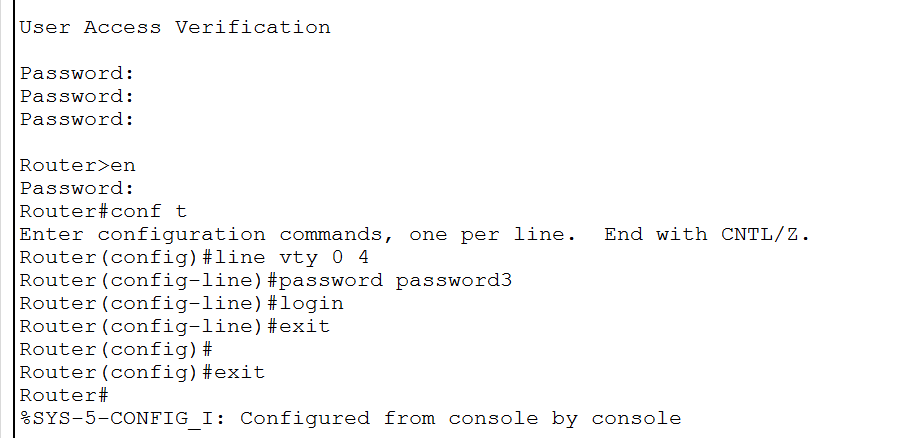 User Access Verification
Password:
Password:
Password:
Router>en
Password:
Router#conf t
Enter configuration commands, one per line.  End with CNTL/Z.
Router(config)#line vty 0 4
Router(config-line)#password password3
Router(config-line)#login
Router(config-line)#exit
Router(config)#
Router(config)#exit
Router#
%SYS-5-CONFIG_I: Configured from console by console